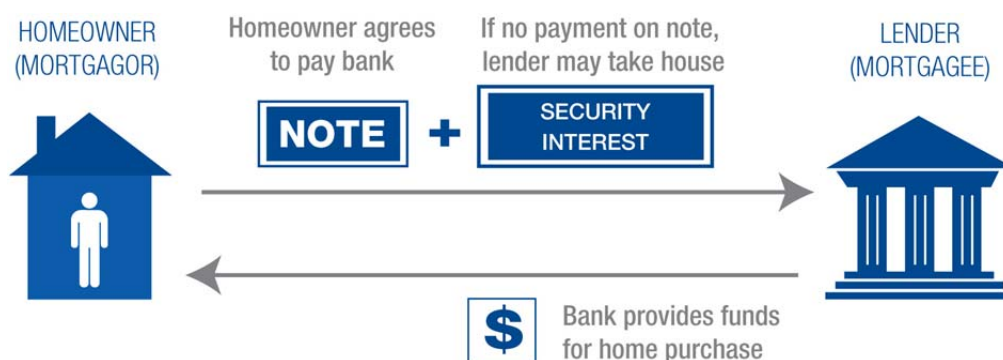 HOMEOWNER
(MORTGAGOR)
Homeowner agrees
to pay bank
If no payment on note,
lender may take house
LENDER
(MORTGAGEE)
NOTE
+
SECURITY
INTEREST
$
Bank provides funds
for home purchase